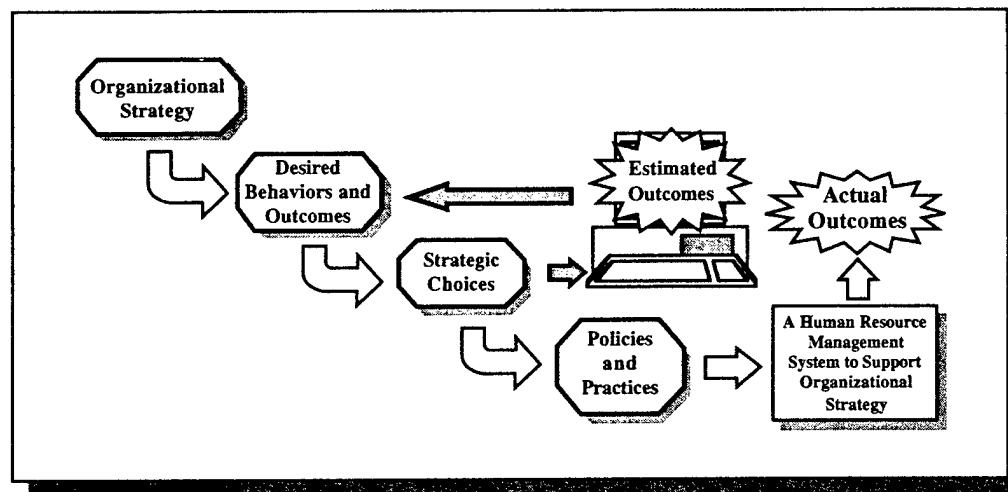 Organizational
Strategy
Desired
Behaviors and
Outcomes
Strategic
Choices
Policies
and
Practices
Estimated
Outcomes
Actual
Outcomes
A Human Resource
Management
System to Support
Organizational
Strategy